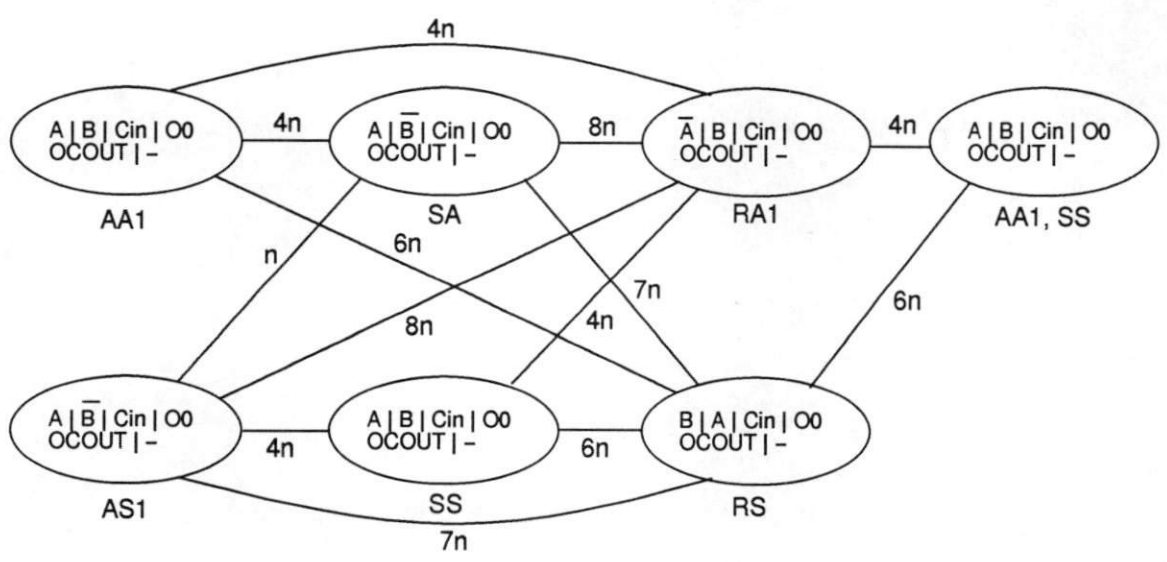 4n
A | B | Cin | O0
OCOUT | –
AA1
4n
A | B̅ | Cin | O0
OCOUT | –
SA
8n
A̅ | B | Cin | O0
OCOUT | –
RA1
4n
A | B | Cin | O0
OCOUT | –
AA1, SS
n
6n
8n
7n
4n
6n
A | B̅ | Cin | O0
OCOUT | –
AS1
4n
A | B | Cin | O0
OCOUT | –
SS
6n
B | A | Cin | O0
OCOUT | –
RS
7n